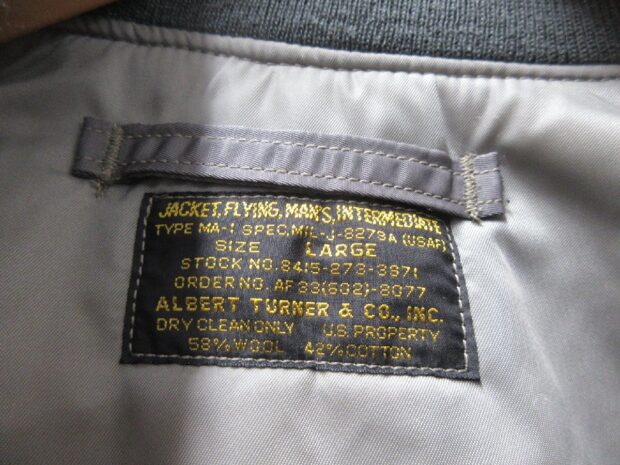 JACKET, FLYING, MAN'S, INTERMEDIATE
TYPE MA-1 SPEC. MIL-J-8279A (USAF)
SIZE LARGE
STOCK NO. 8415-273-3971
ORDER NO. AF 33(602)-8077
ALBERT TURNER & CO., INC.
DRY CLEAN ONLY U.S. PROPERTY
58% WOOL 42% COTTON